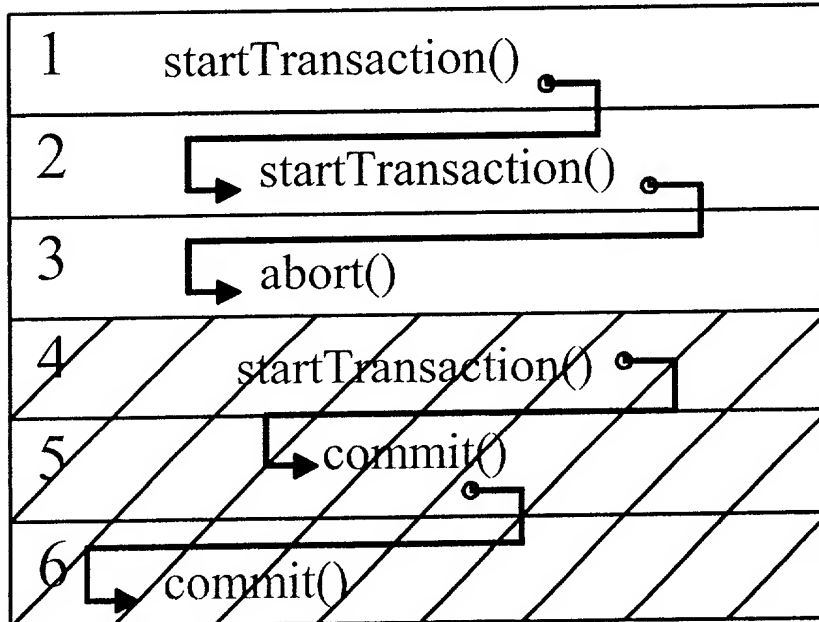 1 startTransaction()
2 startTransaction()
3 abort()
4 startTransaction()
5 commit()
6 commit()